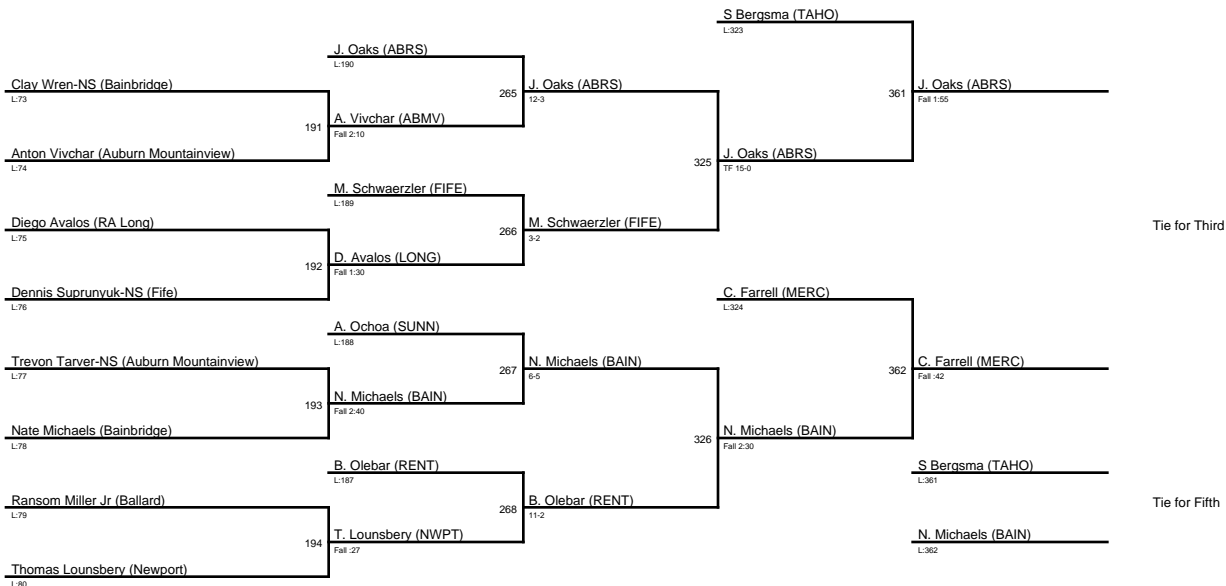 S Bergsma (TAHO)
L:323
J. Oaks (ABRS)
L:190
Clay Wren-NS (Bainbridge)
L:73
265
J. Oaks (ABRS)
12-3
361
J. Oaks (ABRS)
Fall 1:55
191
A. Vivchar (ABMV)
Fall 2:10
Anton Vivchar (Auburn Mountainview)
L:74
325
J. Oaks (ABRS)
TF 15-0
M. Schwaerzler (FIFE)
L:189
Diego Avalos (RA Long)
L:75
266
M. Schwaerzler (FIFE)
3-2
Tie for Third
192
D. Avalos (LONG)
Fall 1:30
Dennis Suprunyuk-NS (Fife)
L:76
C. Farrell (MERC)
L:324
A. Ochoa (SUNN)
L:188
Trevon Tarver-NS (Auburn Mountainview)
L:77
267
N. Michaels (BAIN)
6-5
362
C. Farrell (MERC)
Fall :42
193
N. Michaels (BAIN)
Fall 2:40
Nate Michaels (Bainbridge)
L:78
326
N. Michaels (BAIN)
Fall 2:30
B. Olebar (RENT)
L:187
S Bergsma (TAHO)
L:361
Ransom Miller Jr (Ballard)
L:79
268
B. Olebar (RENT)
11-2
Tie for Fifth
194
T. Lounsbery (NWPT)
Fall :27
N. Michaels (BAIN)
L:362
Thomas Lounsbery (Newport)
L:80